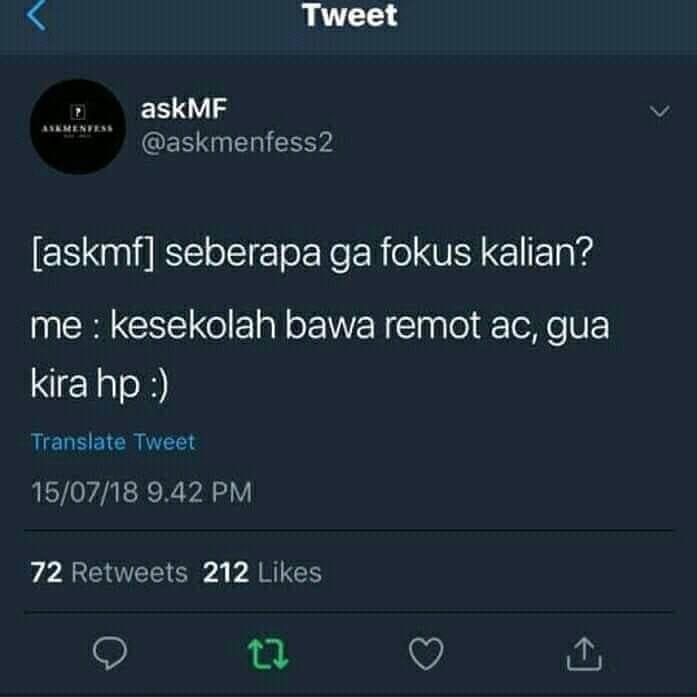 Tweet
?
ASKMENFESS
askMF
@askmenfess2
[askmf] seberapa ga fokus kalian?
me : kesekolah bawa remot ac, gua
kira hp :)
Translate Tweet
15/07/18 9.42 PM
72 Retweets 212 Likes